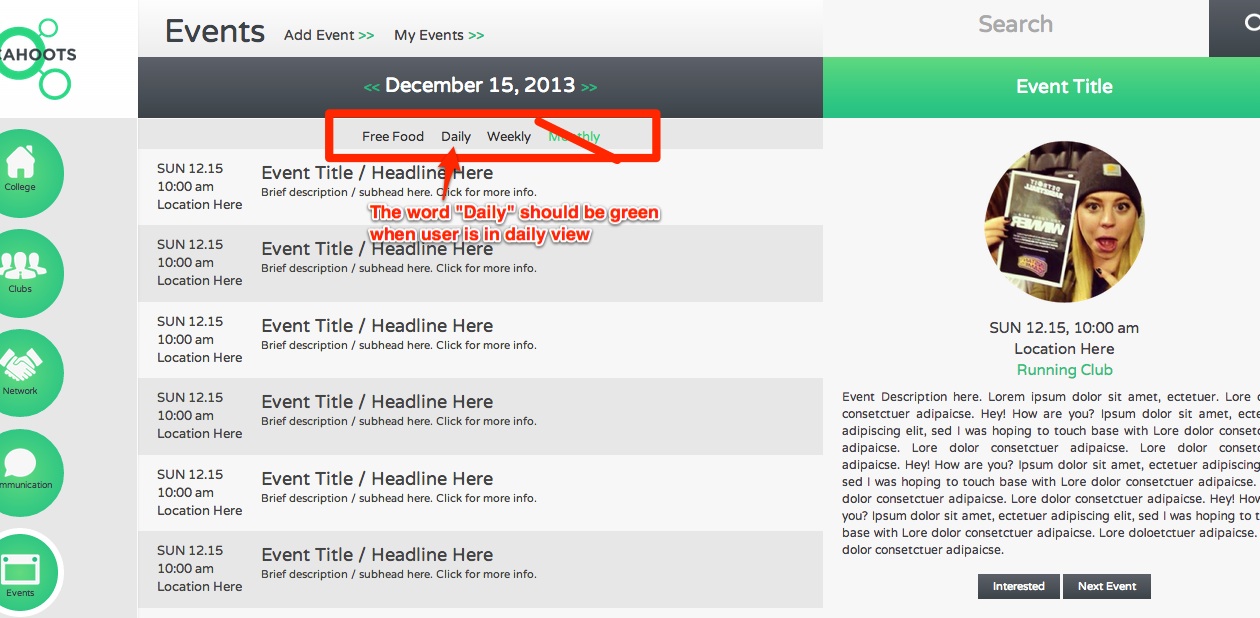 CAHOOTS
Events
Add Event >>
My Events >>
Search
<< December 15, 2013 >>
Event Title
Free Food Daily Weekly Monthly
The word "Daily" should be green
when user is in daily view
College
Clubs
Network
mmunication
Events
SUN 12.15
10:00 am
Location Here
Event Title / Headline Here
Brief description / subhead here. Click for more info.
SUN 12.15
10:00 am
Location Here
Event Title / Headline Here
Brief description / subhead here. Click for more info.
SUN 12.15
10:00 am
Location Here
Event Title / Headline Here
Brief description / subhead here. Click for more info.
SUN 12.15
10:00 am
Location Here
Event Title / Headline Here
Brief description / subhead here. Click for more info.
SUN 12.15
10:00 am
Location Here
Event Title / Headline Here
Brief description / subhead here. Click for more info.
SUN 12.15
10:00 am
Location Here
Event Title / Headline Here
Brief description / subhead here. Click for more info.
DETROIT
WINNER
SUN 12.15, 10:00 am
Location Here
Running Club
Event Description here. Lorem ipsum dolor sit amet, ectetuer. Lore
consetctuer adipaicse. Hey! How are you? Ipsum dolor sit amet, ecte
adipiscing elit, sed I was hoping to touch base with Lore dolor consetc
adipaicse. Lore dolor consetctuer adipaicse. Lore dolor consetc
adipaicse. Hey! How are you? Ipsum dolor sit amet, ectetuer adipiscing
sed I was hoping to touch base with Lore dolor consetctuer adipaicse.
dolor consetctuer adipaicse. Lore dolor consetctuer adipaicse. Hey! How
you? Ipsum dolor sit amet, ectetuer adipiscing elit, sed I was hoping to t
base with Lore dolor consetctuer adipaicse. Lore doloetctuer adipaicse.
dolor consetctuer adipaicse.
Interested
Next Event